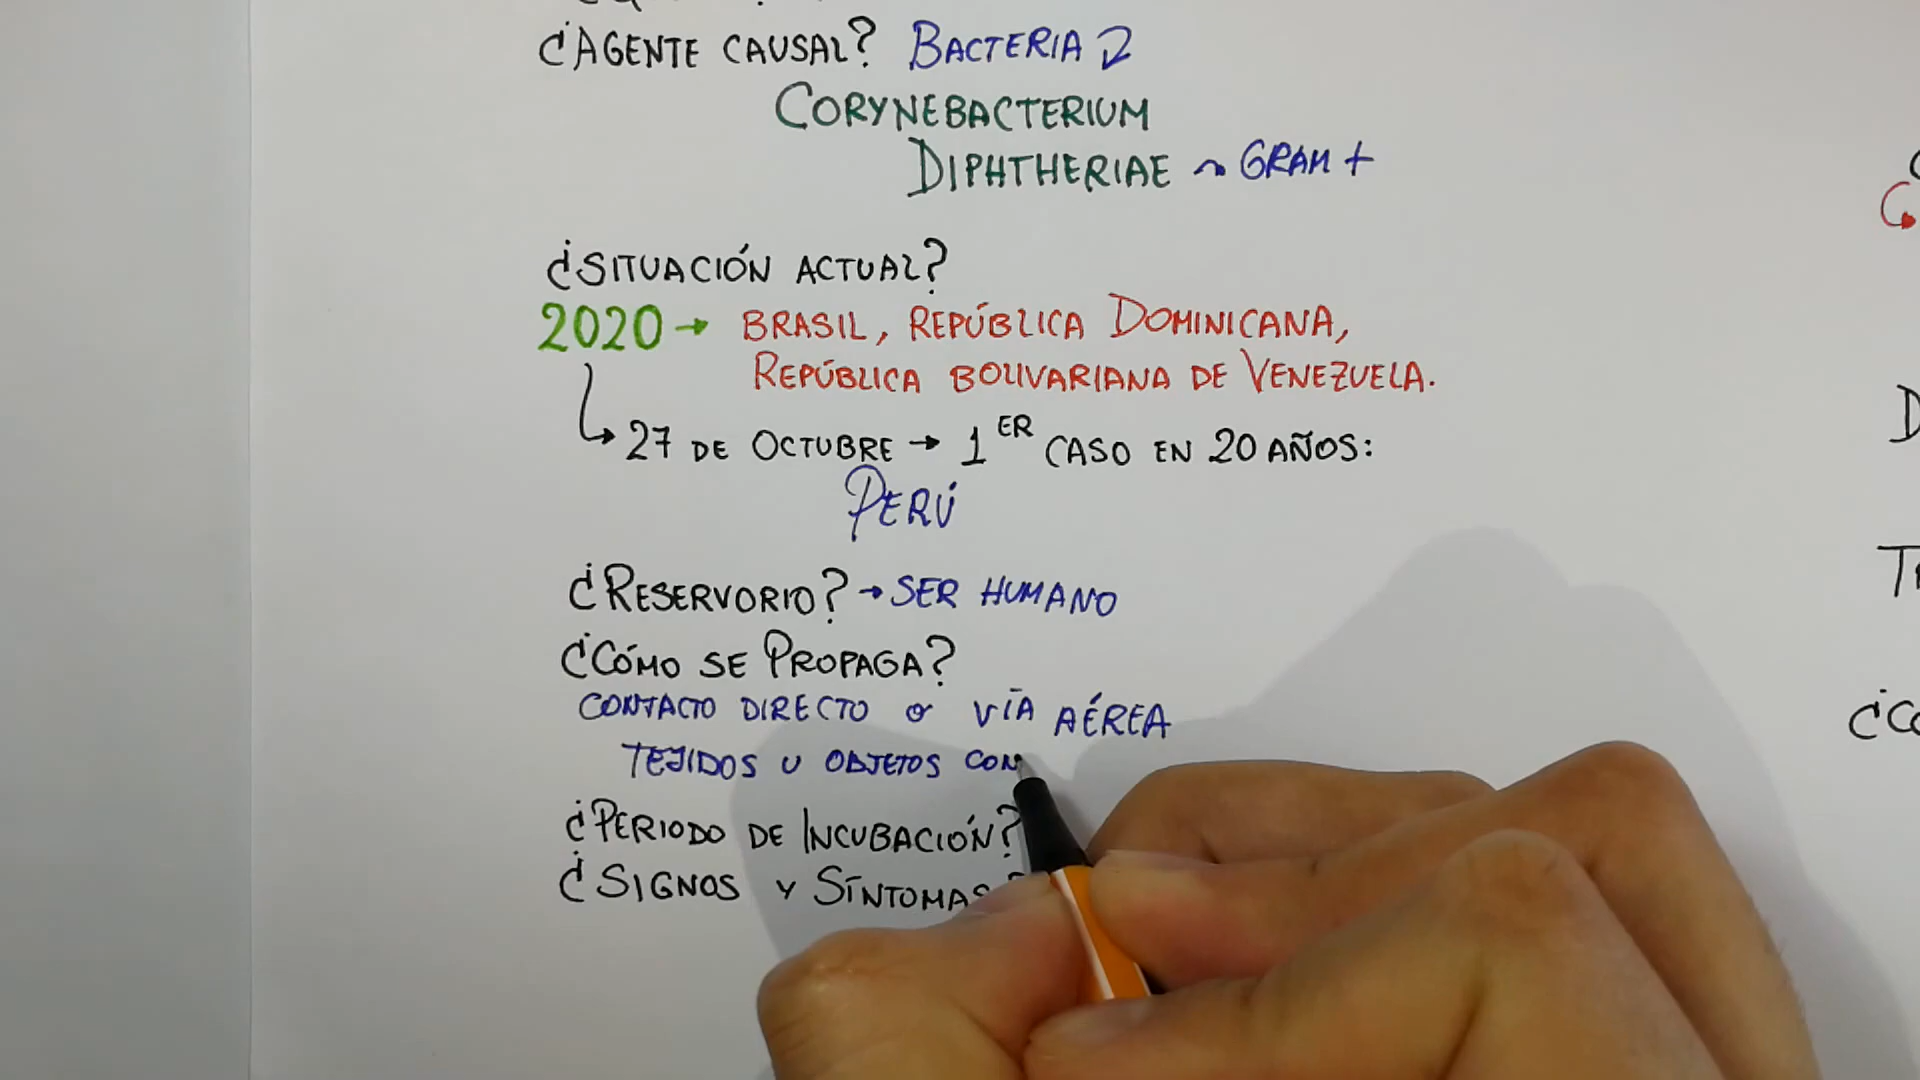 ¿AGENTE CAUSAL? BACTERIA
CORYNEBACTERIUM
DIPHTHERIAE ~ GRAM +
¿SITUACIÓN ACTUAL?
2020 → BRASIL, REPÚBLICA DOMINICANA,
REPÚBLICA BOLIVARIANA DE VENEZUELA.
↳ 27 DE OCTUBRE → 1ER CASO EN 20 AÑOS:
PERÚ
¿RESERVORIO? → SER HUMANO
¿CÓMO SE PROPAGA?
CONTACTO DIRECTO o VÍA AÉREA
TEJIDOS U OBJETOS CON
¿PERIODO DE INCUBACIÓN?
¿SIGNOS Y SÍNTOMAS?